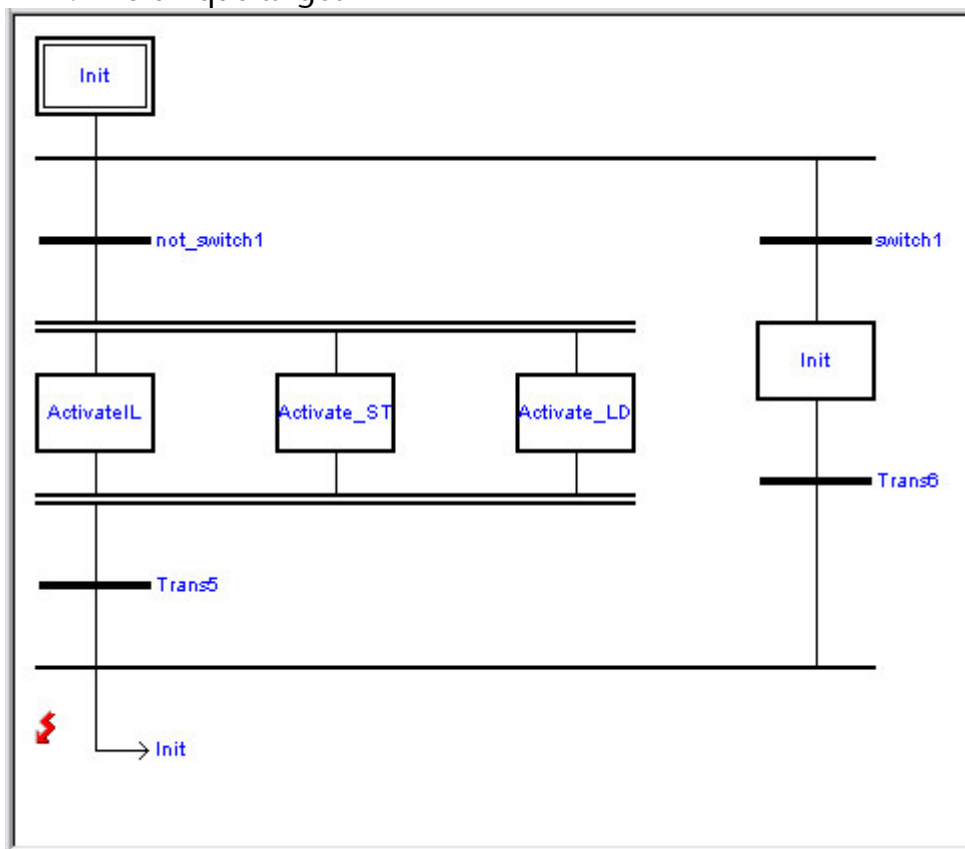 Init
not_switch1
switch1
Init
ActivateIL
Activate_ST
Activate_LD
Trans6
Trans5
Init